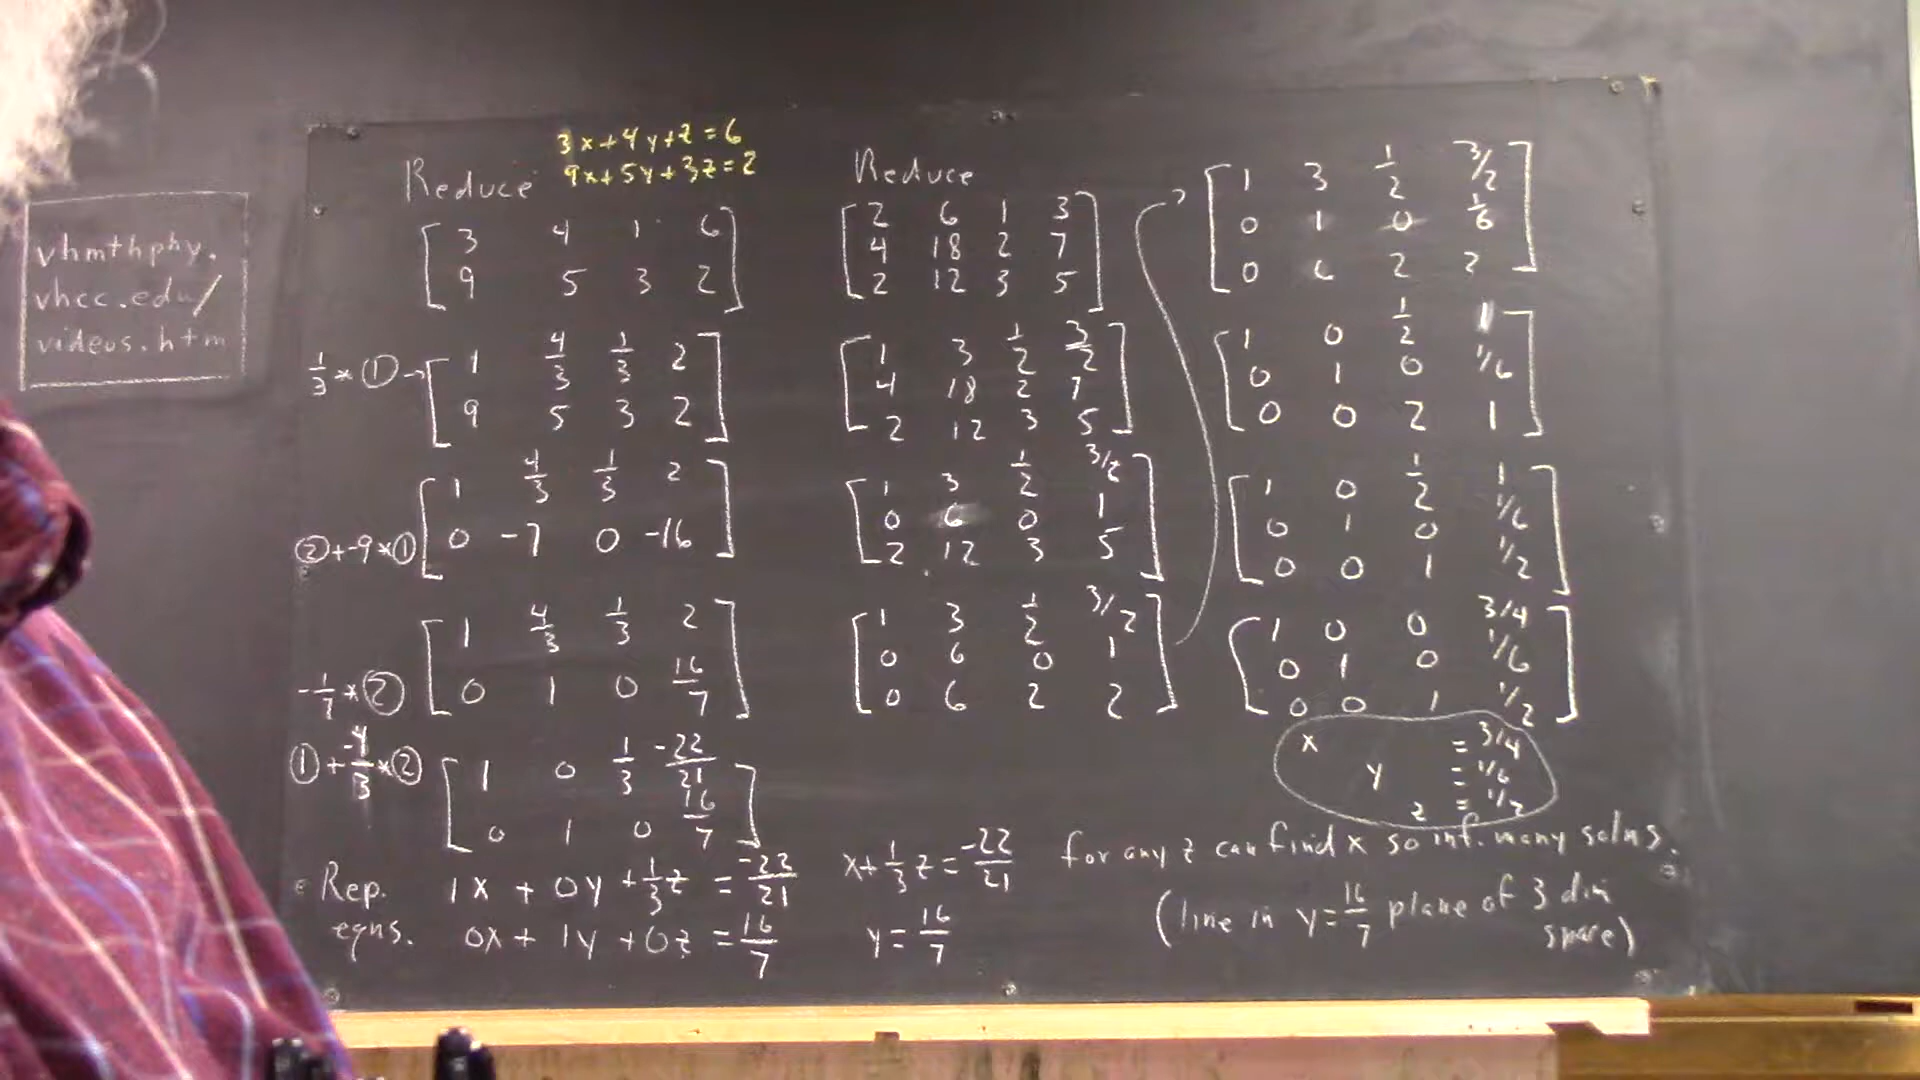 vhmthphy.
vhcc.edu/
videos.htm
Reduce
3x+4y+z=6
9x+5y+3z=2
3 4 1 6
9 5 3 2
1/3 * ① → 1 4/3 1/3 2
9 5 3 2
1 4/3 1/3 2
②+-9*① 0 -7 0 -16
1 4/3 1/3 2
-1/7 * ② 0 1 0 16/7
①+-4/3*② 1 0 1/3 -22/21
0 1 0 16/7
Rep. 1x + 0y + 1/3z = -22/21
eqns. 0x + 1y + 0z = 16/7
x+1/3z = -22/21
y = 16/7
for any z can find x so inf. many solns.
(line in y=16/7 plane of 3 dim
space)
Reduce
2 6 1 3
4 18 2 7
2 12 3 5
1 3 1/2 3/2
4 18 2 7
2 12 3 5
1 3 1/2 3/2
0 6 0 1
2 12 3 5
1 3 1/2 3/2
0 6 0 1
0 6 2 2
1 3 1/2 3/2
0 1 0 1/6
0 6 2 2
1 0 1/2 1
0 1 0 1/6
0 0 2 1
1 0 1/2 1
0 1 0 1/6
0 0 1 1/2
1 0 0 3/4
0 1 0 1/6
0 0 1 1/2
x = 3/4
y = 1/6
z = 1/2